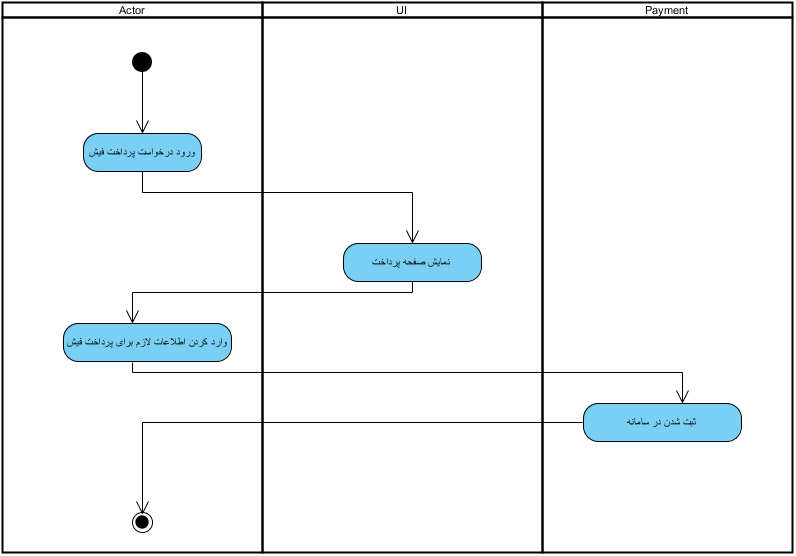 Actor
UI
Payment
ورود درخواست پرداخت فیش
نمایش صفحه پرداخت
وارد کردن اطلاعات لازم برای پرداخت فیش
ثبت شدن در سامانه